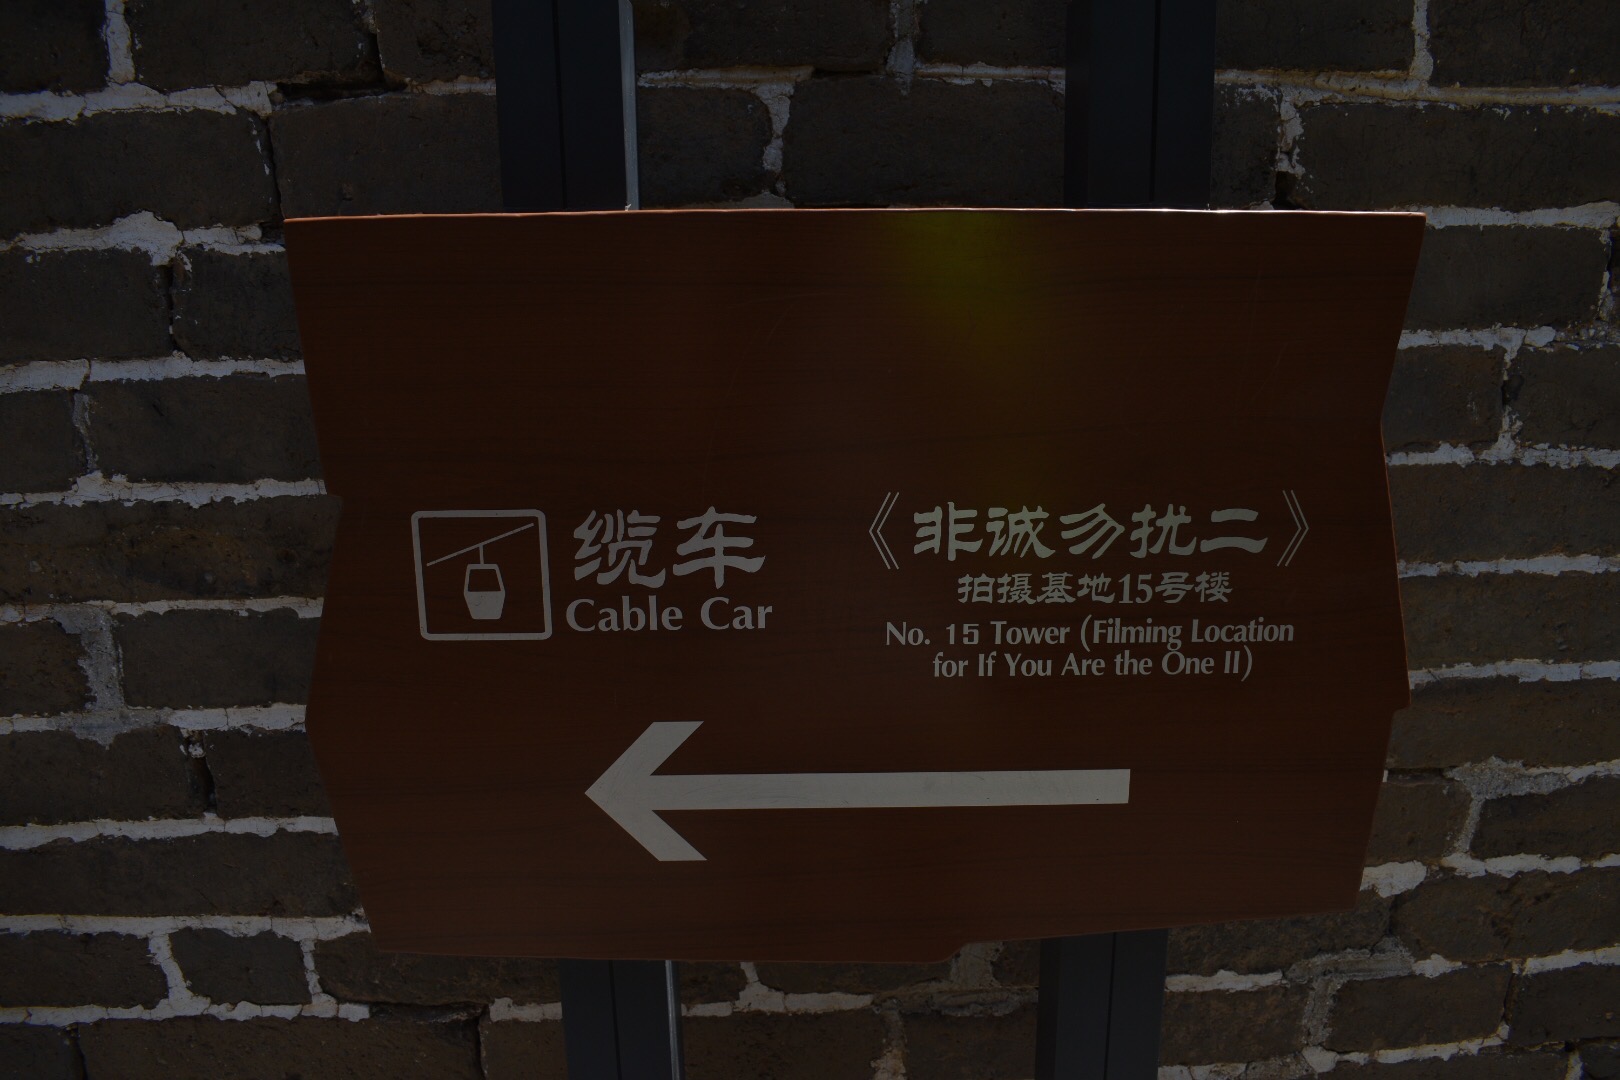 缆车
Cable Car
《非诚勿扰二》
拍摄基地15号楼
No. 15 Tower (Filming Location
for If You Are the One II)